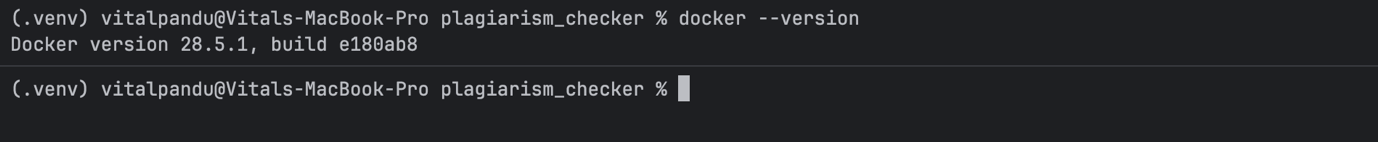 (.venv) vitalpandu@Vitals-MacBook-Pro plagiarism_checker % docker --version
Docker version 28.5.1, build e180ab8
(.venv) vitalpandu@Vitals-MacBook-Pro plagiarism_checker %